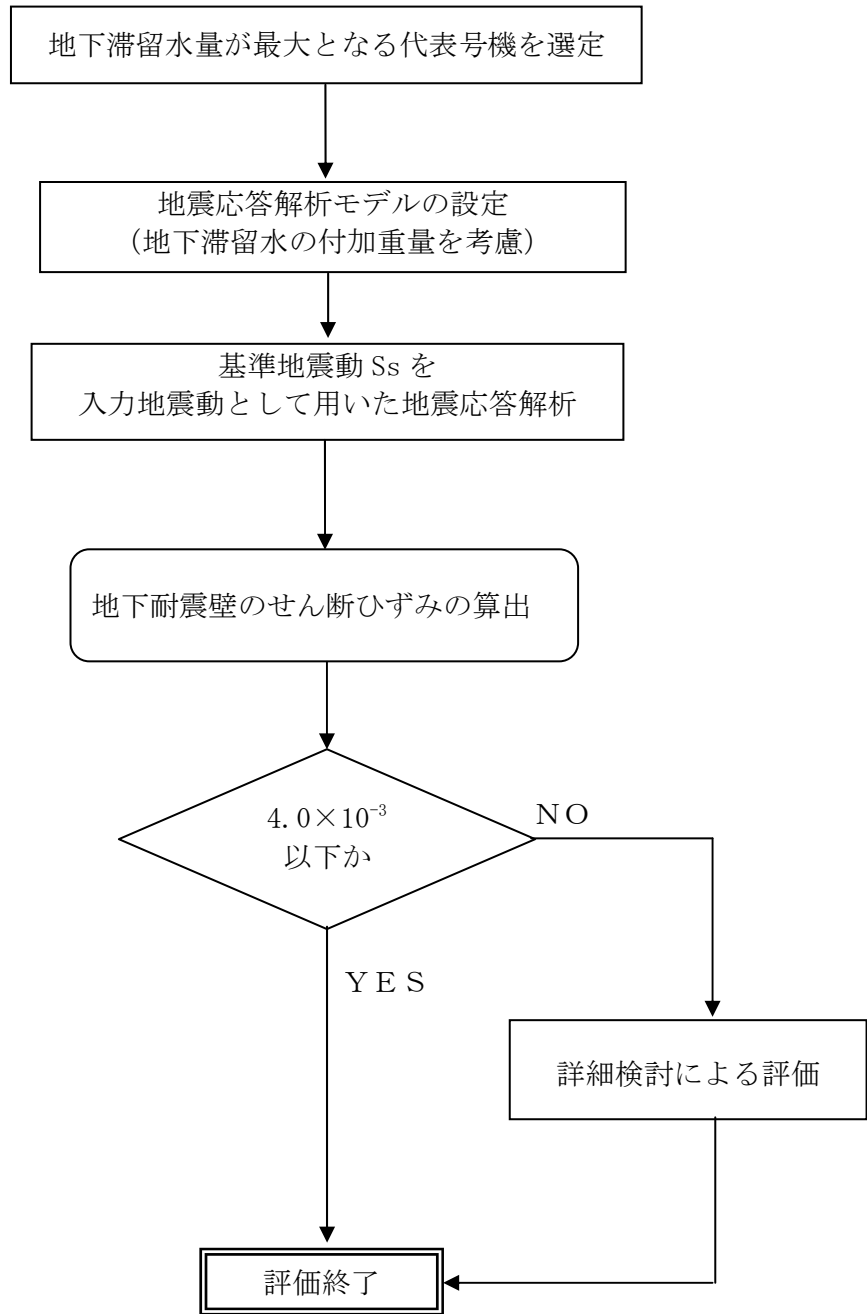 地下滞留水量が最大となる代表号機を選定
地震応答解析モデルの設定
（地下滞留水の付加重量を考慮）
基準地震動 Ss を
入力地震動として用いた地震応答解析
地下耐震壁のせん断ひずみの算出
4.0×10⁻³
以下か
ＮＯ
ＹＥＳ
詳細検討による評価
評価終了